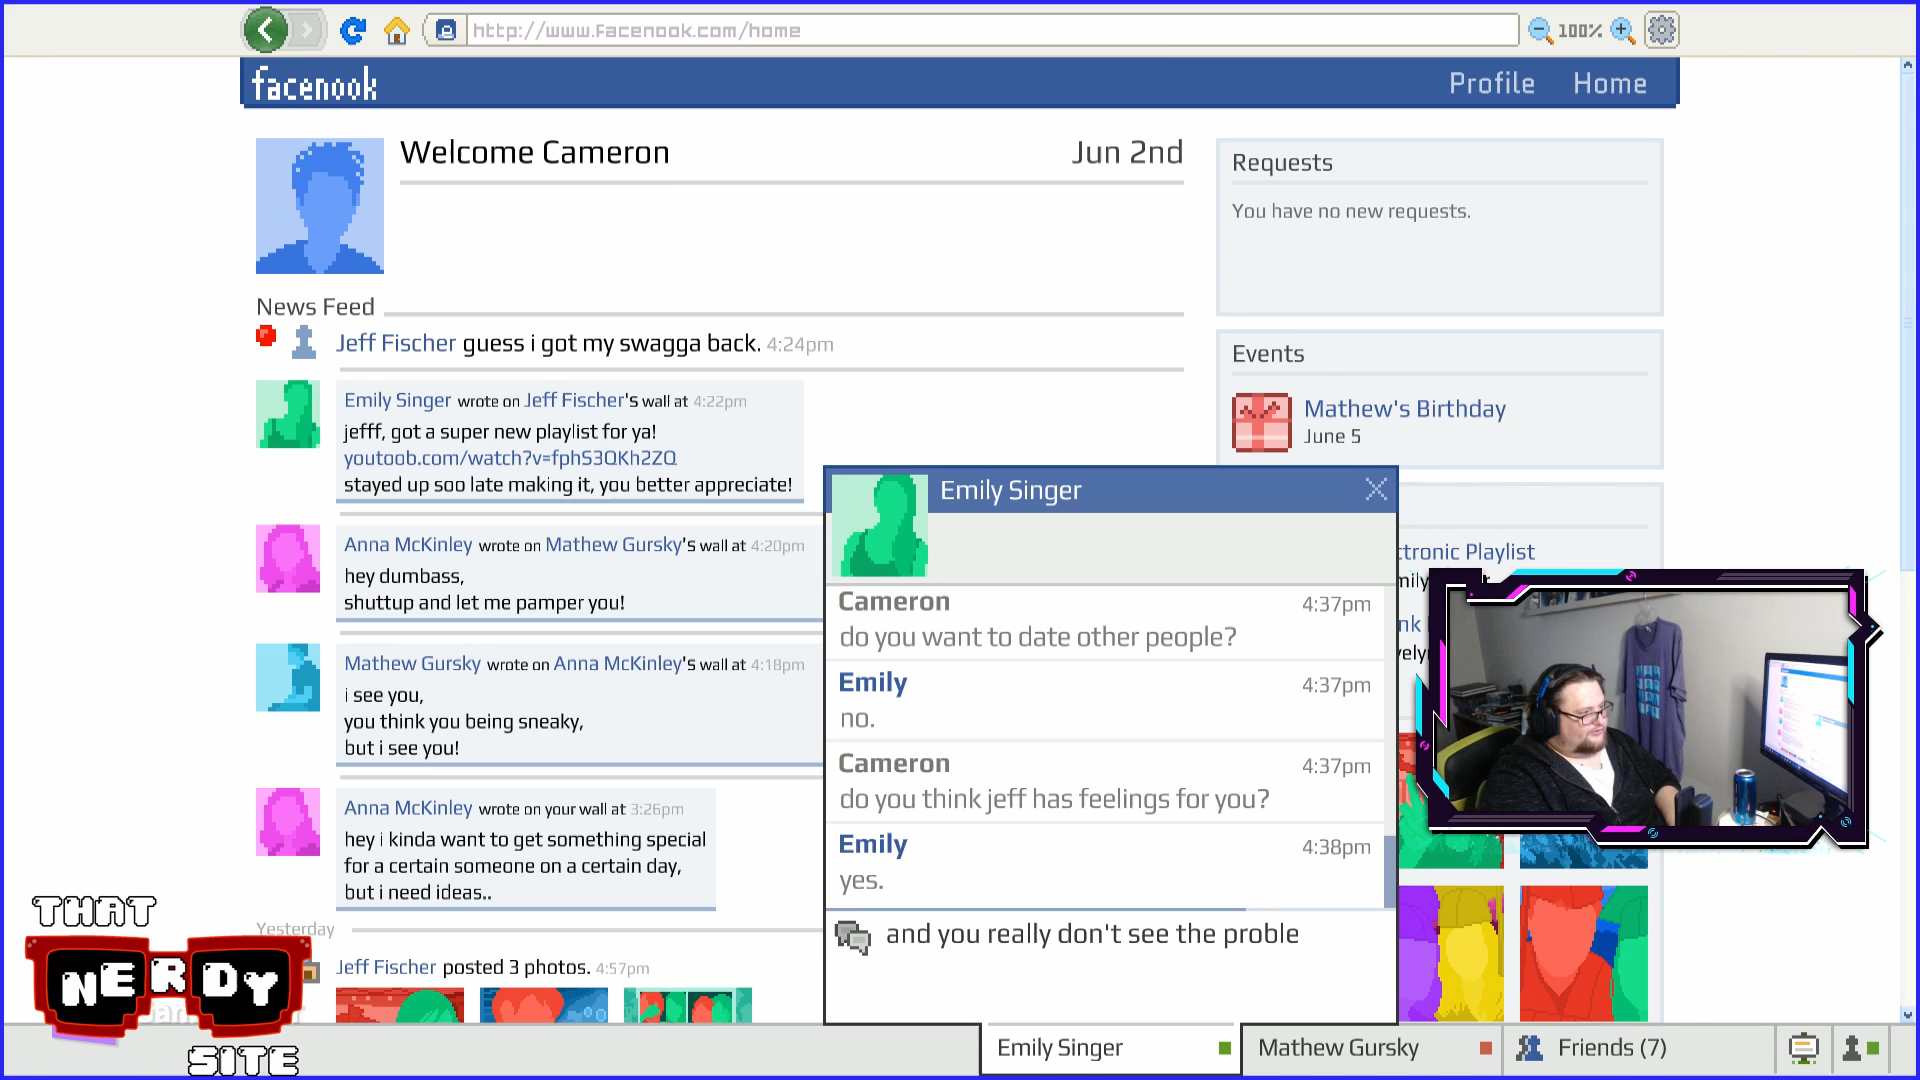 http://www.facenook.com/home
100%
facenook
Profile
Home
Welcome Cameron
Jun 2nd
Requests
You have no new requests.
News Feed
Jeff Fischer guess i got my swagga back. 4:24pm
Events
Mathew's Birthday
June 5
Emily Singer wrote on Jeff Fischer's wall at 4:22pm
jefff, got a super new playlist for ya!
youtoob.com/watch?v=fphS3QKh2ZQ
stayed up soo late making it, you better appreciate!
Anna McKinley wrote on Mathew Gursky's wall at 4:20pm
hey dumbass,
shuttup and let me pamper you!
Mathew Gursky wrote on Anna McKinley's wall at 4:18pm
i see you,
you think you being sneaky,
but i see you!
Anna McKinley wrote on your wall at 3:26pm
hey i kinda want to get something special
for a certain someone on a certain day,
but i need ideas..
Yesterday
Jeff Fischer posted 3 photos. 4:57pm
Emily Singer
Cameron 4:37pm
do you want to date other people?
Emily 4:37pm
no.
Cameron 4:37pm
do you think jeff has feelings for you?
Emily 4:38pm
yes.
and you really don't see the proble
ctronic Playlist
THAT
NERDY
SITE
Emily Singer
Mathew Gursky
Friends (7)